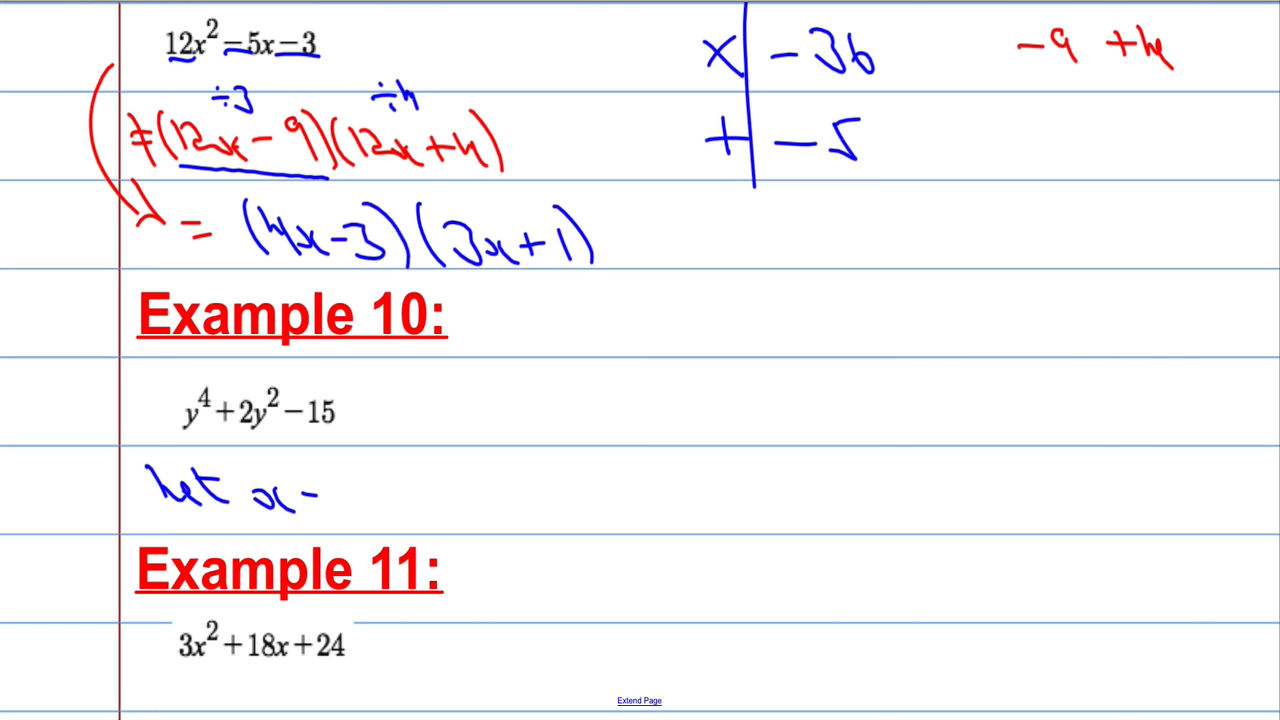 12x² − 5x − 3
x | − 36
− 9 + 4
÷3 ÷4
≠ (12x − 9)(12x + 4)
+ | − 5
= (4x − 3)(3x + 1)
Example 10:
y⁴ + 2y² − 15
Let x -
Example 11:
3x² + 18x + 24
Extend Page